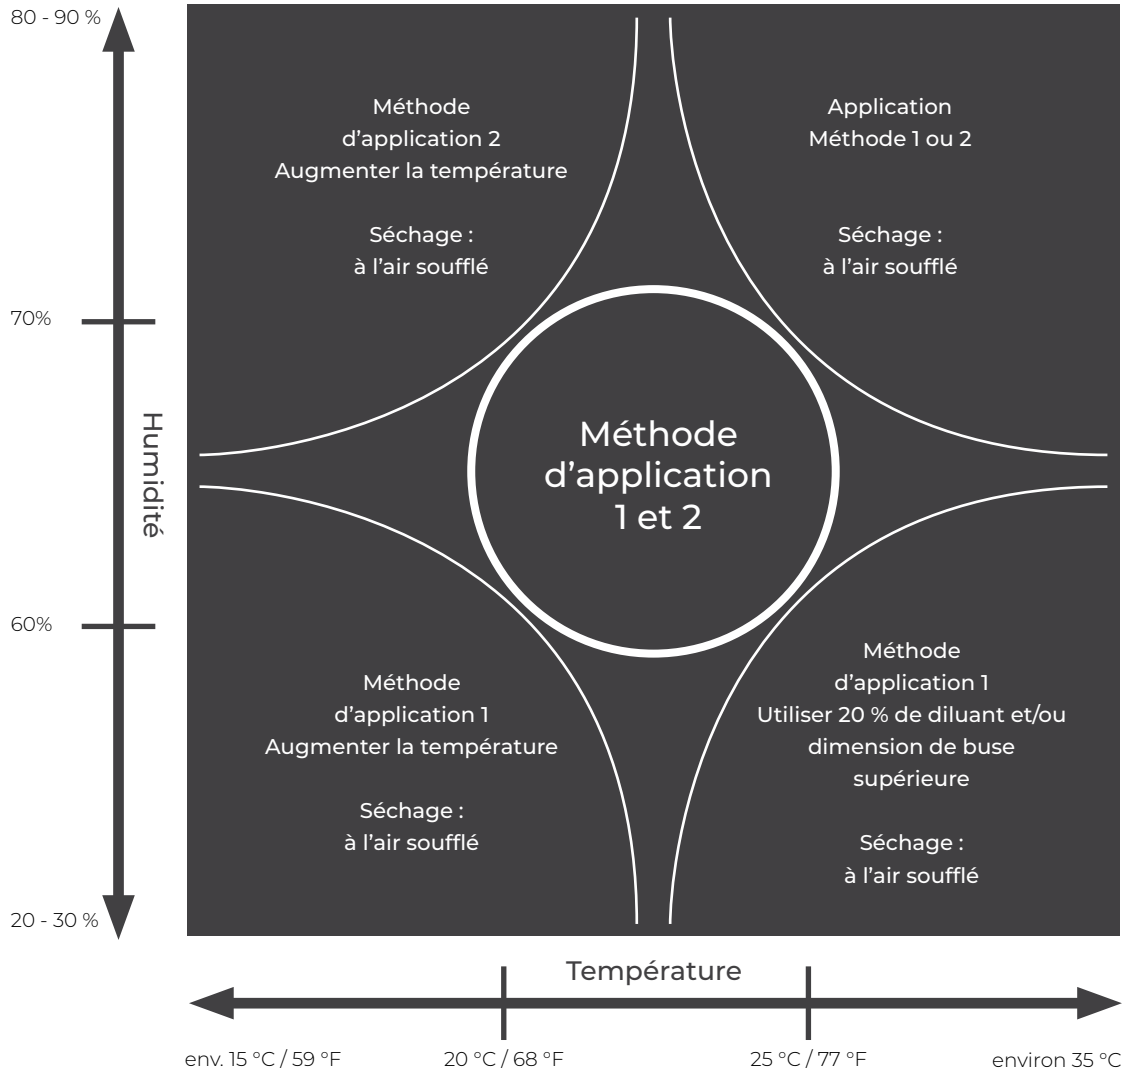 80 - 90 %
Méthode
d’application 2
Augmenter la température
Séchage :
à l’air soufflé
Application
Méthode 1 ou 2
Séchage :
à l’air soufflé
70%
Humidité
Méthode
d’application
1 et 2
60%
Méthode
d’application 1
Augmenter la température
Séchage :
à l’air soufflé
Méthode
d’application 1
Utiliser 20 % de diluant et/ou
dimension de buse
supérieure
Séchage :
à l’air soufflé
20 - 30 %
Température
env. 15 °C / 59 °F
20 °C / 68 °F
25 °C / 77 °F
environ 35 °C